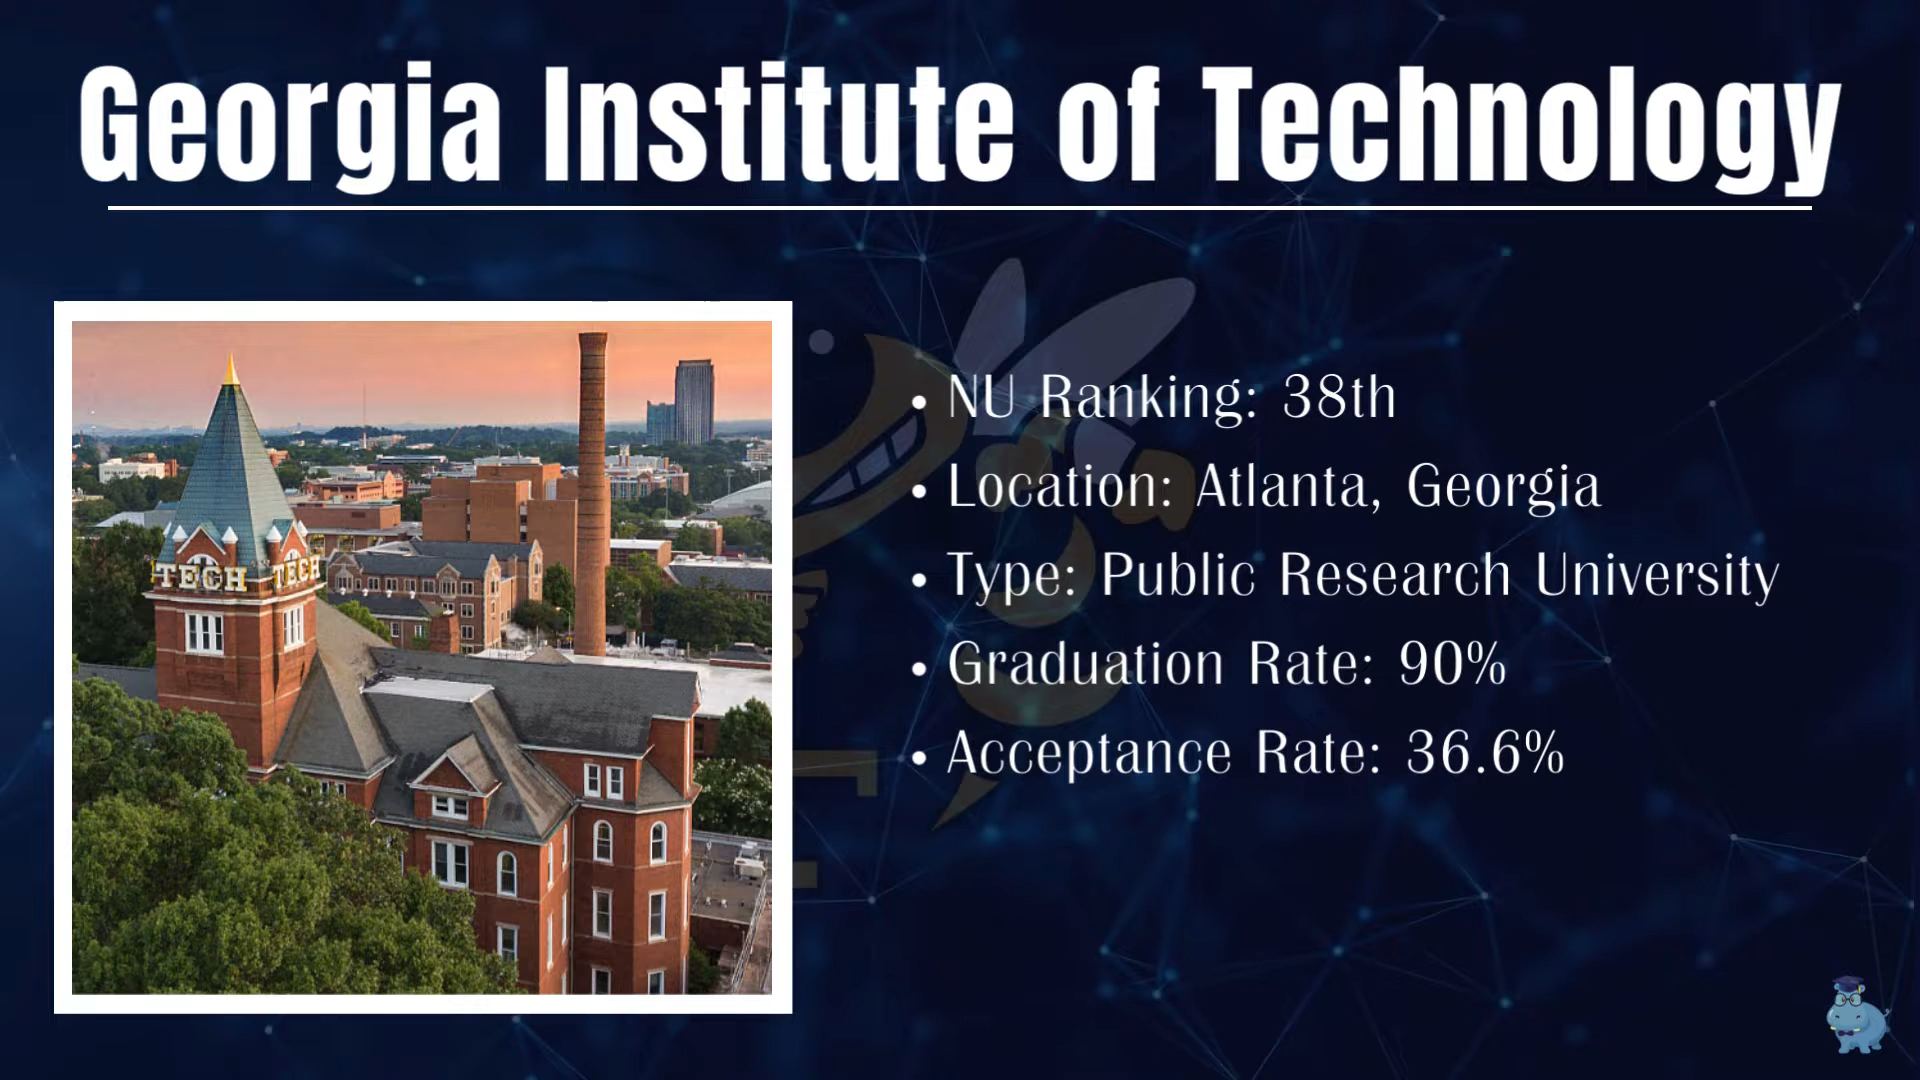 Georgia Institute of Technology
• NU Ranking: 38th
• Location: Atlanta, Georgia
• Type: Public Research University
• Graduation Rate: 90%
• Acceptance Rate: 36.6%
TECH TECH